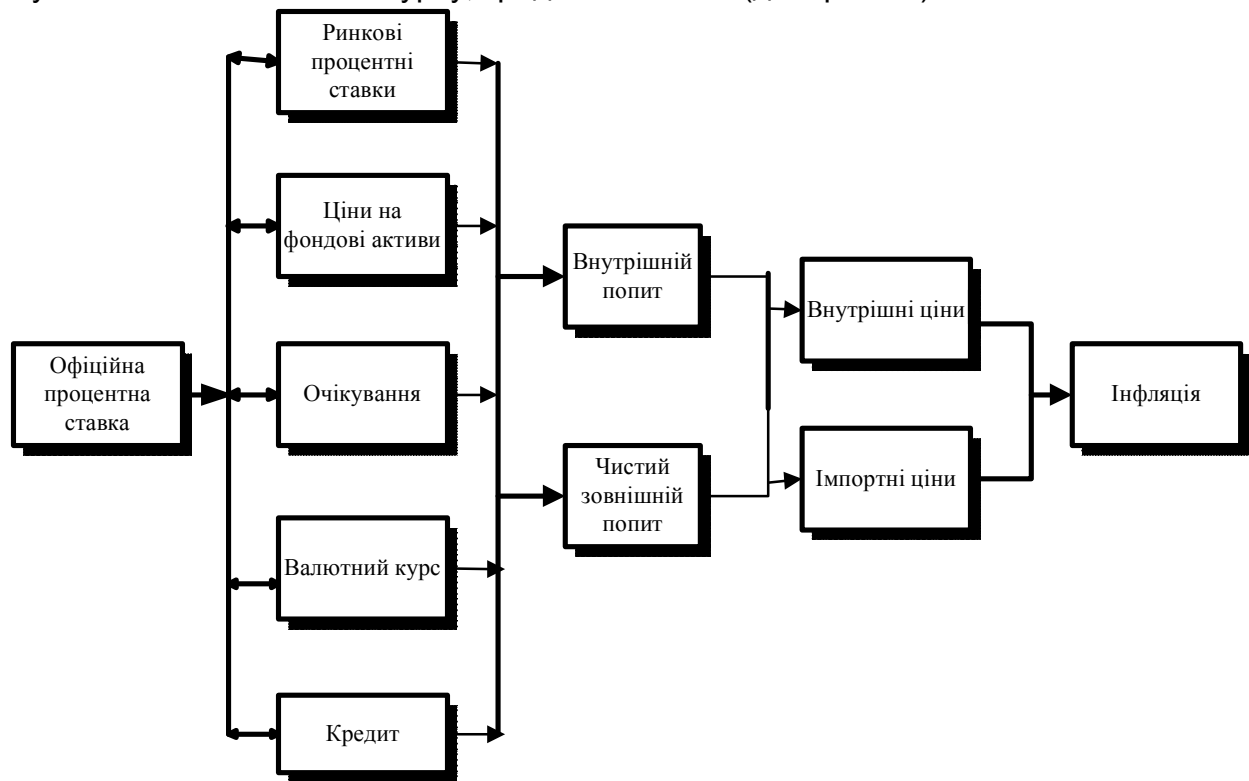 Ринкові
процентні
ставки
Ціни на
фондові активи
Внутрішній
попит
Внутрішні ціни
Офіційна
процентна
ставка
Очікування
Інфляція
Чистий
зовнішній
попит
Імпортні ціни
Валютний курс
Кредит